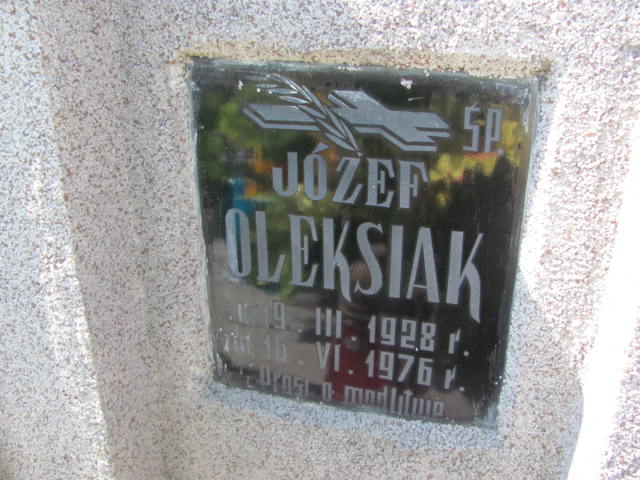 ŚP.
JÓZEF
OLEKSIAK
ur. 19. III. 1928 r.
zm. 16. VI. 1976 r.
Prosi o modlitwę